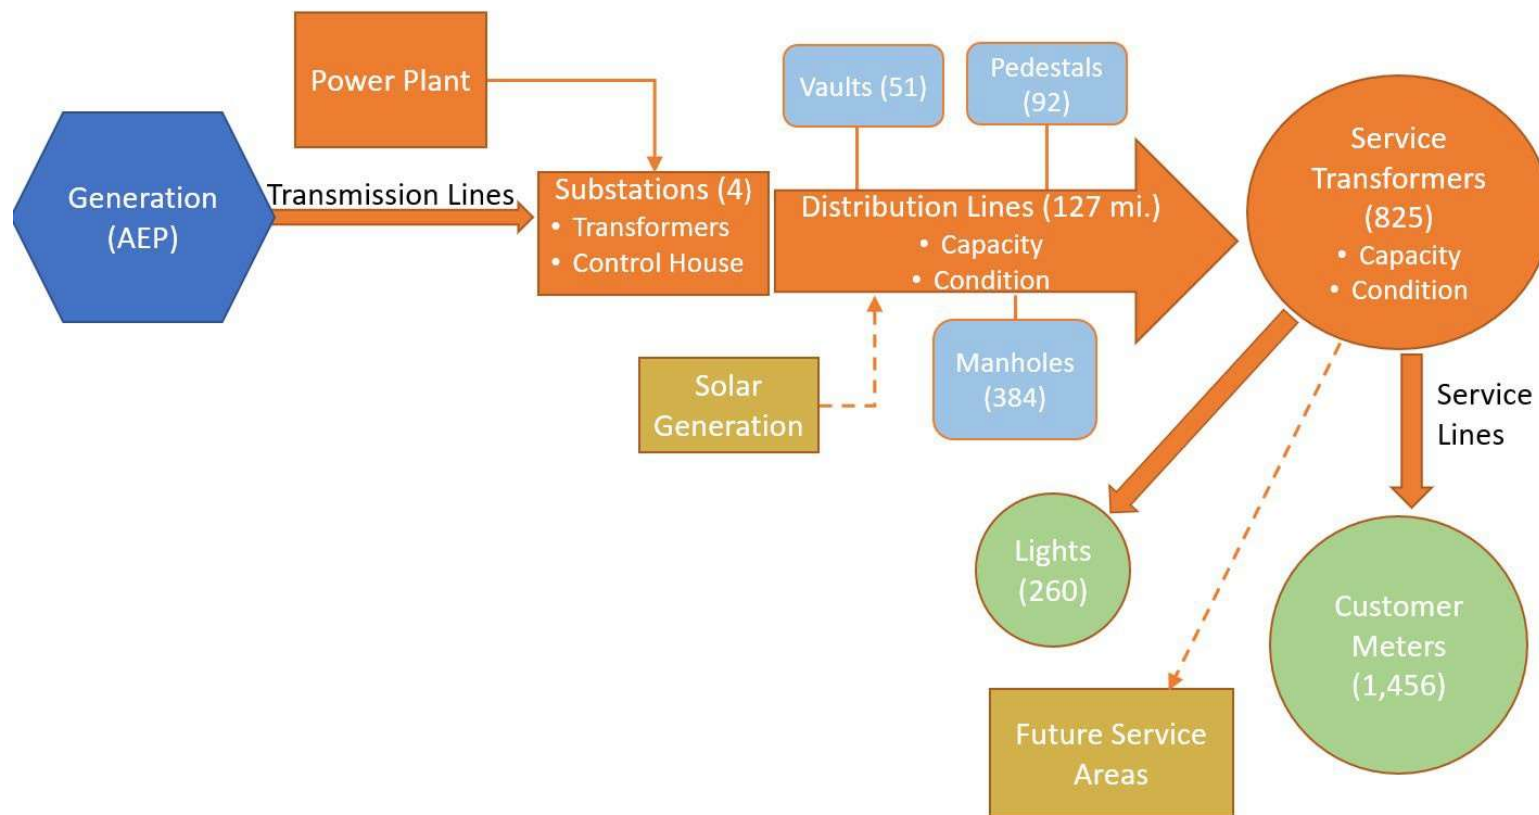 Power Plant
Generation
(AEP)
Transmission Lines
Substations (4)
• Transformers
• Control House
Vaults (51)
Pedestals
(92)
Distribution Lines (127 mi.)
• Capacity
• Condition
Solar
Generation
Manholes
(384)
Service
Transformers
(825)
• Capacity
• Condition
Service
Lines
Lights
(260)
Customer
Meters
(1,456)
Future Service
Areas